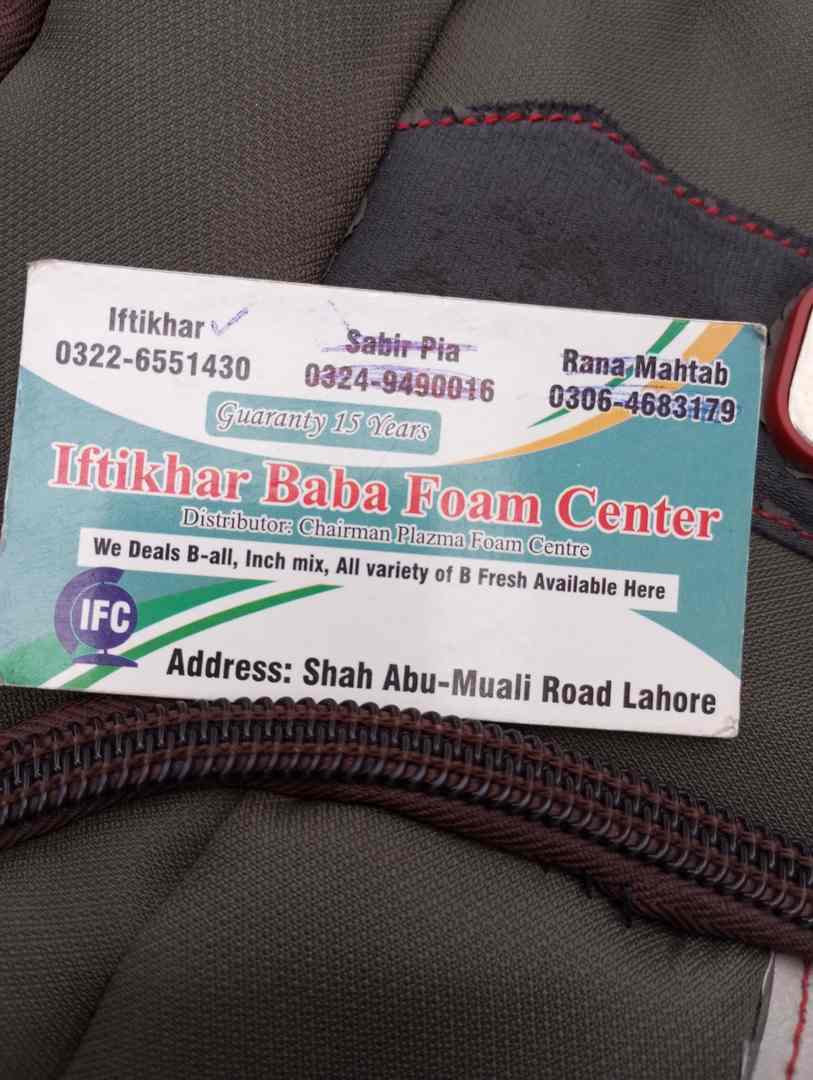 Iftikhar
0322-6551430
Sabir Pia
0324-9490016
Rana Mahtab
0306-4683179
Guaranty 15 Years
Iftikhar Baba Foam Center
Distributor: Chairman Plazma Foam Centre
We Deals B-all, Inch mix, All variety of B Fresh Available Here
IFC
Address: Shah Abu-Muali Road Lahore